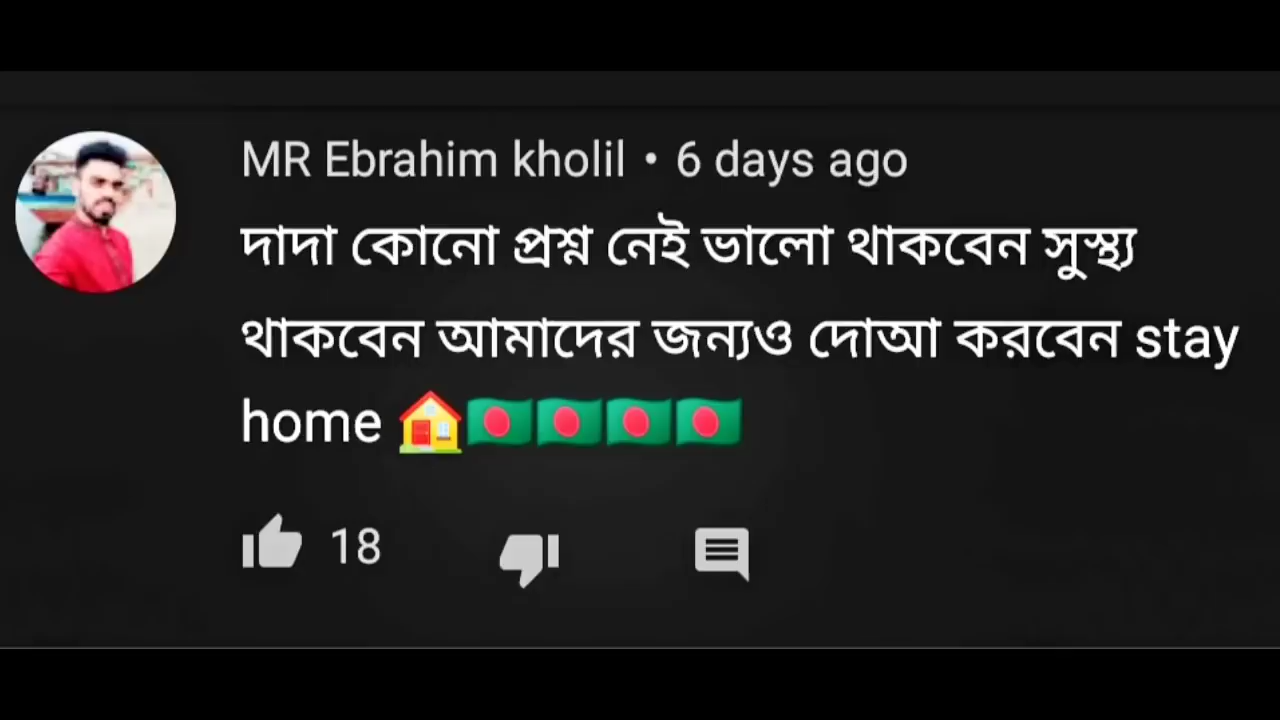 MR Ebrahim kholil • 6 days ago
দাদা কোনো প্রশ্ন নেই ভালো থাকবেন সুস্থ্য
থাকবেন আমাদের জন্যও দোআ করবেন stay
home 🏠🇧🇩🇧🇩🇧🇩🇧🇩
18